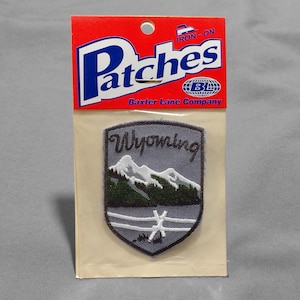 IRON-ON
Patches
BL
Baxter Lane Company
Wyoming